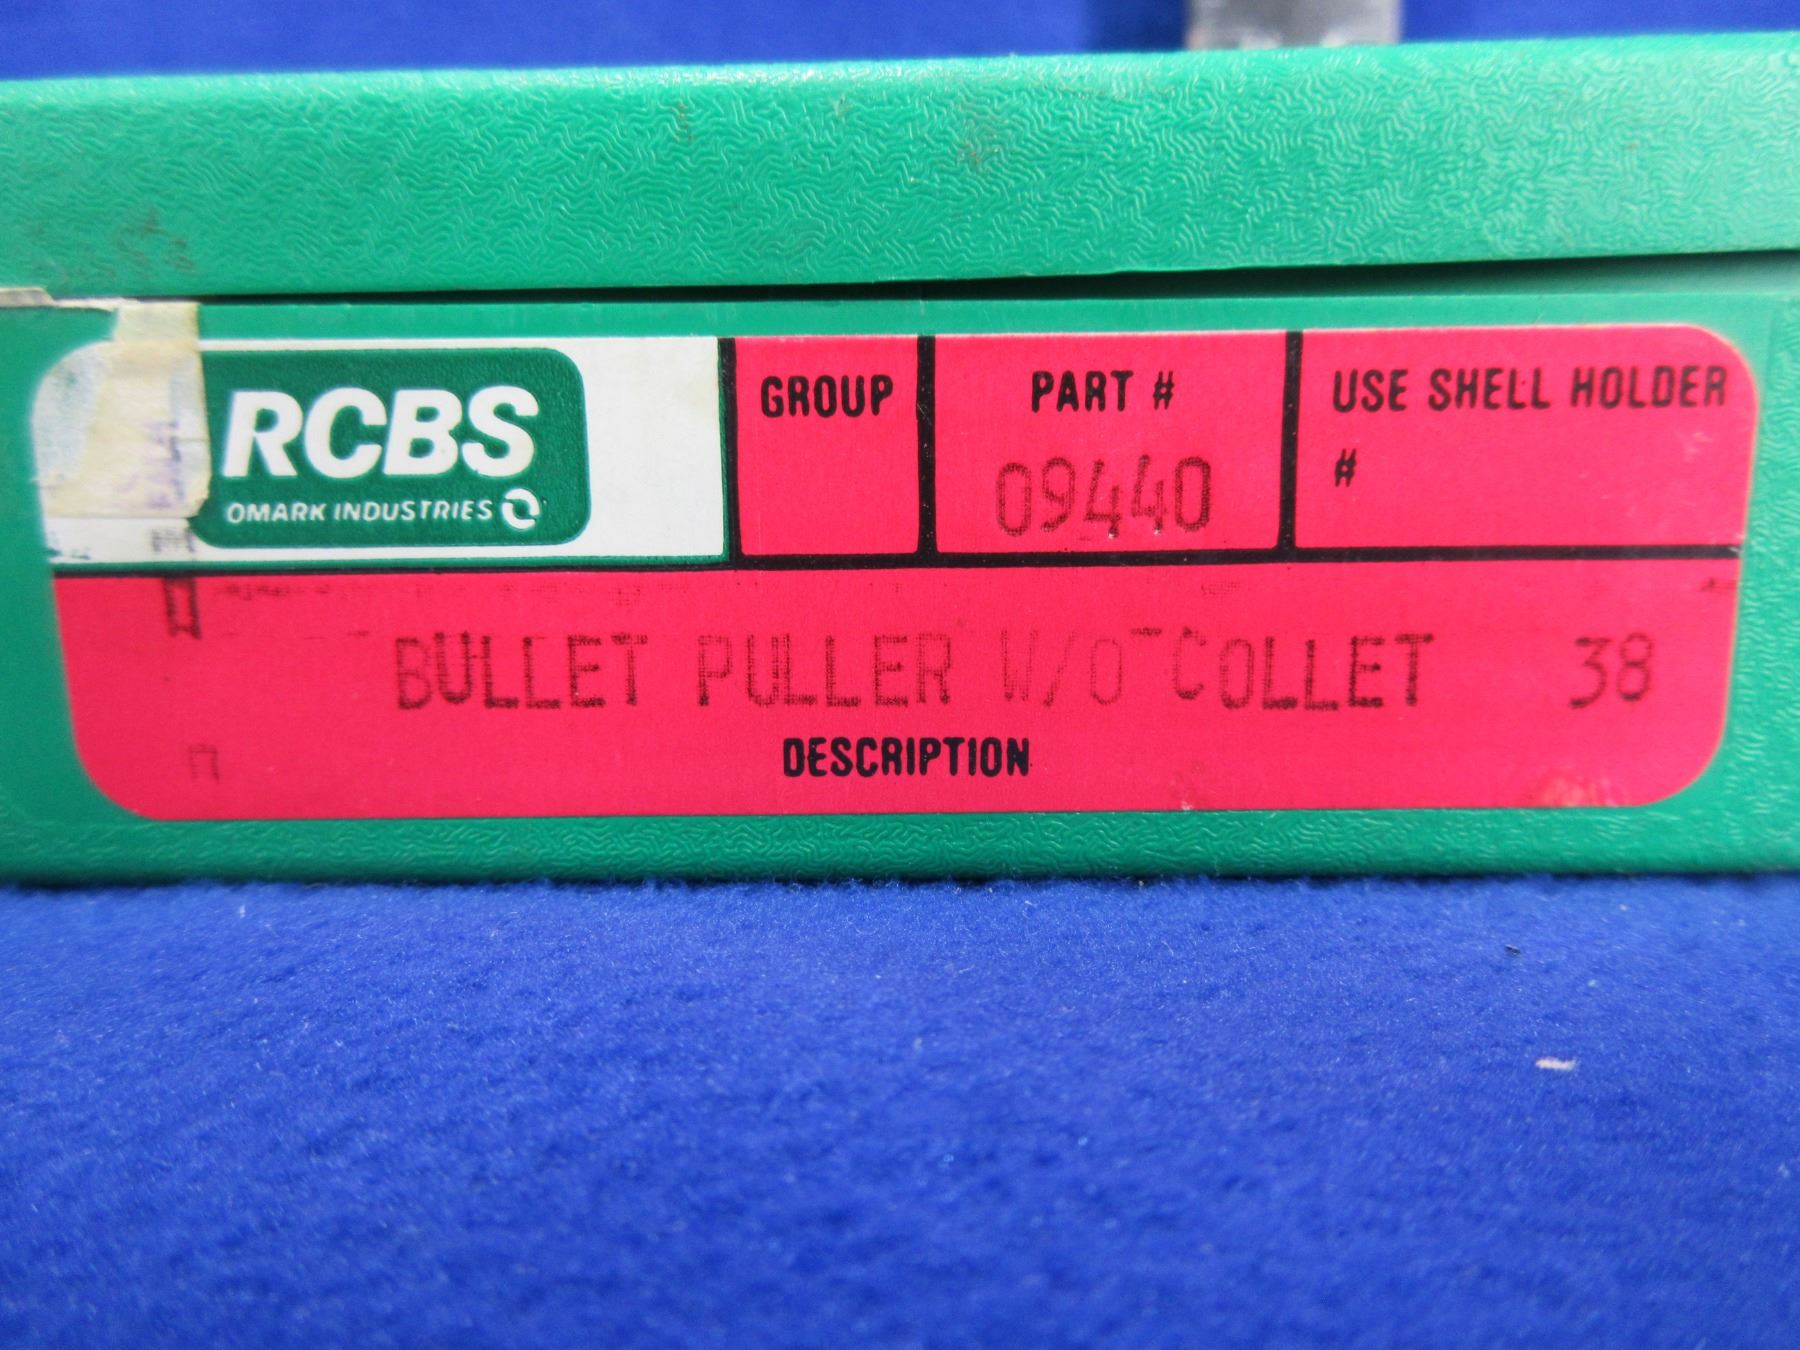 RCBS
OMARK INDUSTRIES
GROUP
PART #
09440
USE SHELL HOLDER
#
BULLET PULLER W/O COLLET 38
DESCRIPTION